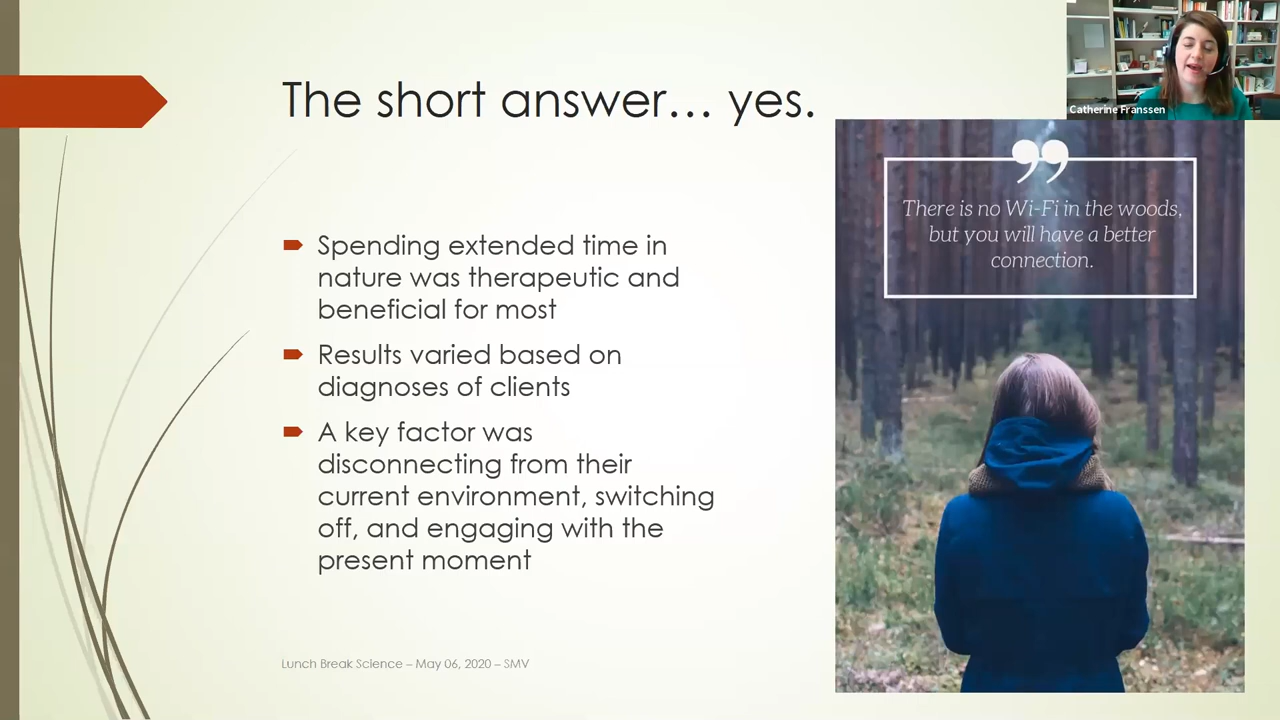 The short answer... yes.
Catherine Franssen
Spending extended time in
nature was therapeutic and
beneficial for most
Results varied based on
diagnoses of clients
A key factor was
disconnecting from their
current environment, switching
off, and engaging with the
present moment
There is no Wi-Fi in the woods,
but you will have a better
connection.
Lunch Break Science – May 06, 2020 – SMV